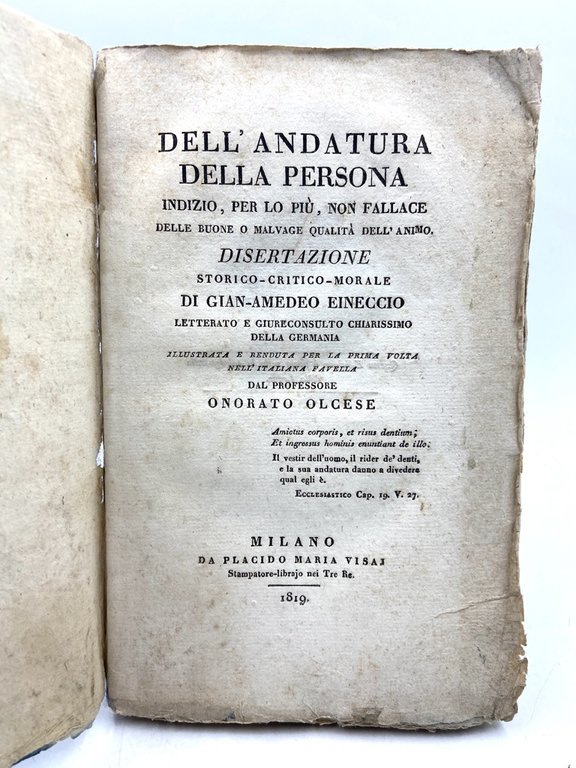 DELL' ANDATURA
DELLA PERSONA
INDIZIO, PER LO PIÙ, NON FALLACE
DELLE BUONE O MALVAGE QUALITÀ DELL' ANIMO.
DISERTAZIONE
STORICO-CRITICO-MORALE
DI GIAN-AMEDEO EINECCIO
LETTERATO E GIURECONSULTO CHIARISSIMO
DELLA GERMANIA
ILLUSTRATA E RENDUTA PER LA PRIMA VOLTA
NELL' ITALIANA FAVELLA
DAL PROFESSORE
ONORATO OLCESE
Amictus corporis, et risus dentium;
Et ingressus hominis enuntiant de illo:
Il vestir dell'uomo, il rider de' denti,
e la sua andatura danno a divedere
qual egli è.
ECCLESIASTICO Cap. 19. V. 27.
MILANO
DA PLACIDO MARIA VISAJ
Stampatore-librajo nei Tre Re.
1819.